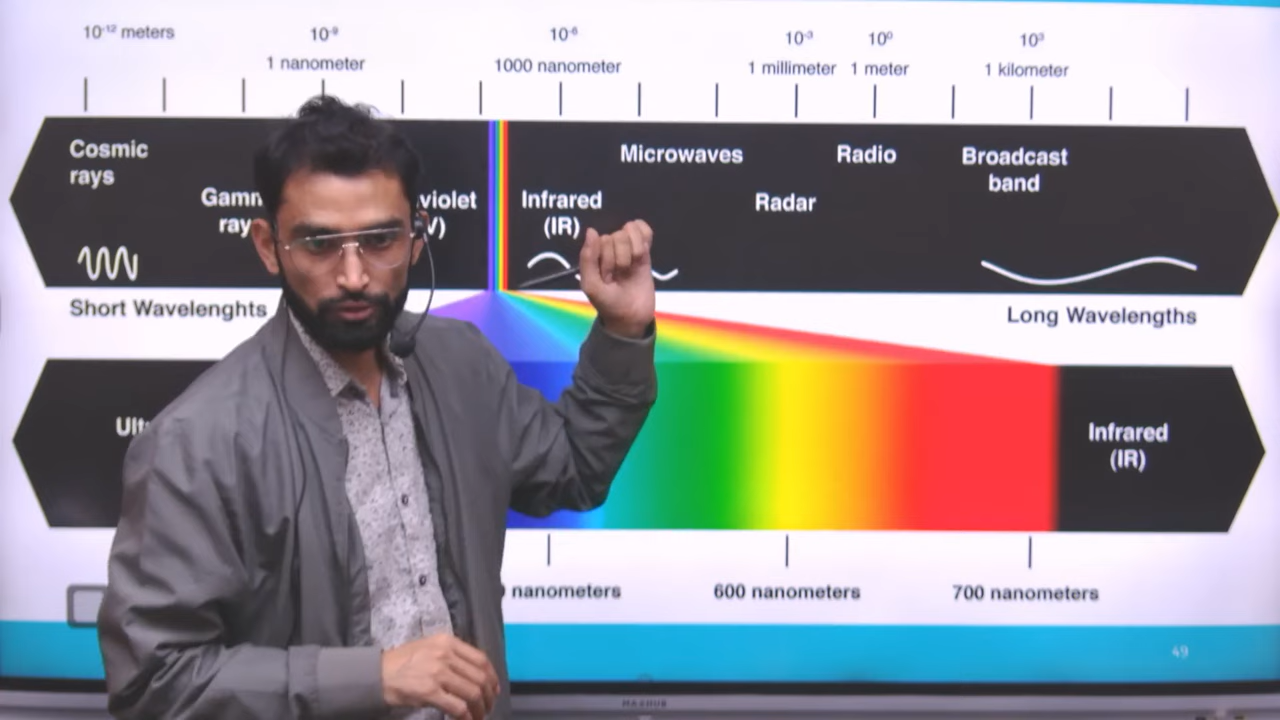 10⁻¹² meters
10⁻⁹
10⁻⁶
10⁻³
10⁰
10³
1 nanometer
1000 nanometer
1 millimeter
1 meter
1 kilometer
Cosmic
rays
Microwaves
Radio
Broadcast
band
Infrared
(IR)
Radar
Short Wavelenghts
Long Wavelengths
Infrared
(IR)
nanometers
600 nanometers
700 nanometers
49